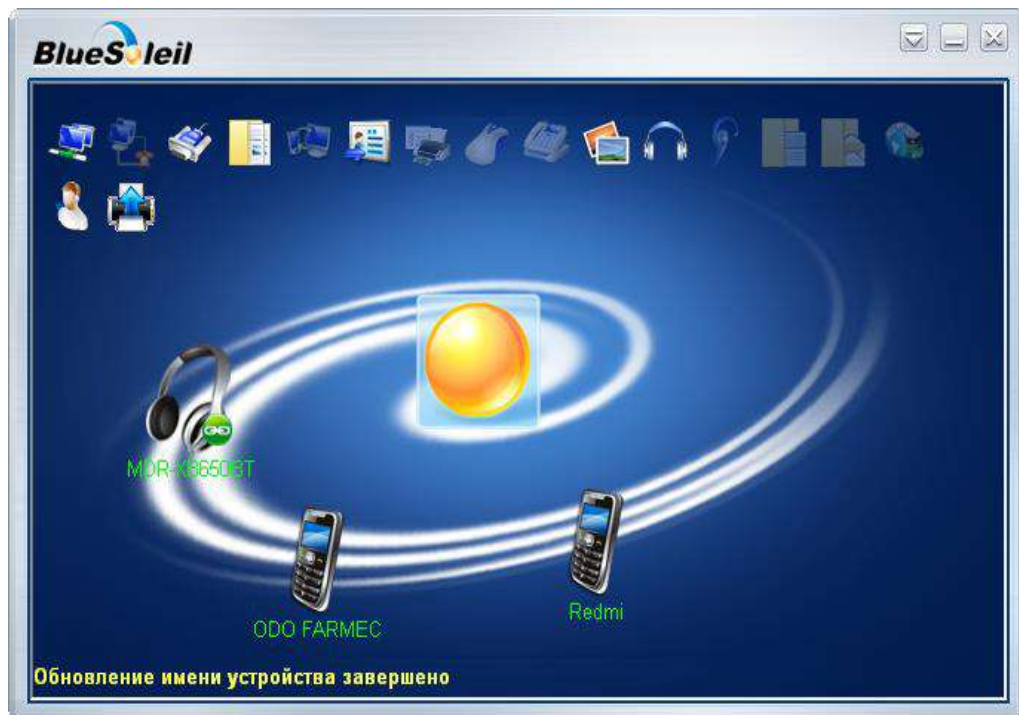 BlueSoleil
MDR-XB650BT
ODO FARMEC
Redmi
Обновление имени устройства завершено